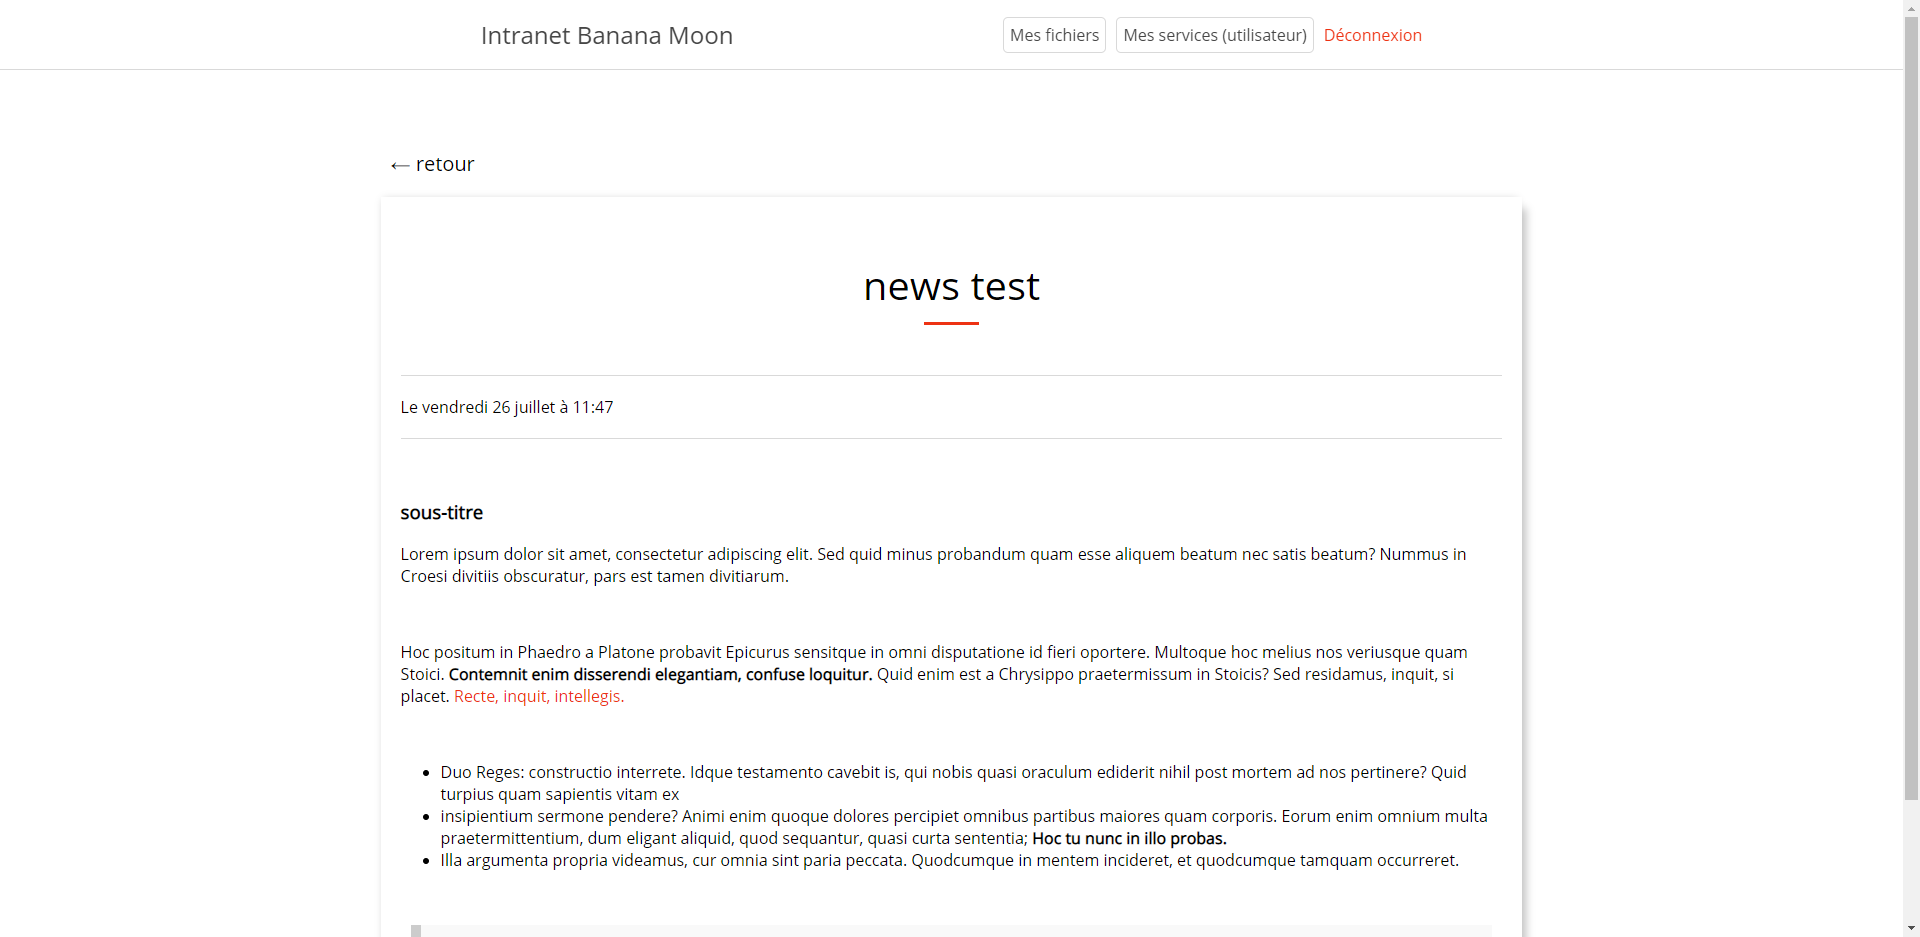 Intranet Banana Moon
Mes fichiers
Mes services (utilisateur)
Déconnexion
← retour
news test
Le vendredi 26 juillet à 11:47
sous-titre
Lorem ipsum dolor sit amet, consectetur adipiscing elit. Sed quid minus probandum quam esse aliquem beatum nec satis beatum? Nummus in
Croesi divitiis obscuratur, pars est tamen divitiarum.
Hoc positum in Phaedro a Platone probavit Epicurus sensitque in omni disputatione id fieri oportere. Multoque hoc melius nos veriusque quam
Stoici. Contemnit enim disserendi elegantiam, confuse loquitur. Quid enim est a Chrysippo praetermissum in Stoicis? Sed residamus, inquit, si
placet. Recte, inquit, intellegis.
• Duo Reges: constructio interrete. Idque testamento cavebit is, qui nobis quasi oraculum ediderit nihil post mortem ad nos pertinere? Quid
turpius quam sapientis vitam ex
• insipientium sermone pendere? Animi enim quoque dolores percipiet omnibus partibus maiores quam corporis. Eorum enim omnium multa
praetermittentium, dum eligant aliquid, quod sequantur, quasi curta sententia; Hoc tu nunc in illo probas.
• Illa argumenta propria videamus, cur omnia sint paria peccata. Quodcumque in mentem incideret, et quodcumque tamquam occurreret.